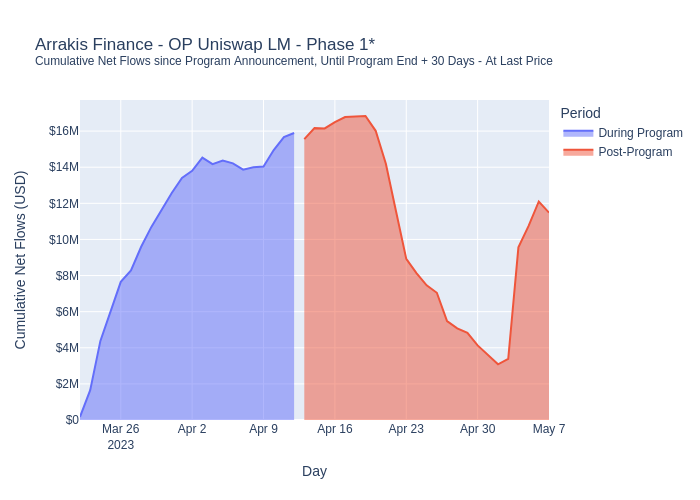 Arrakis Finance - OP Uniswap LM - Phase 1*
Cumulative Net Flows since Program Announcement, Until Program End + 30 Days - At Last Price
Period
During Program
Post-Program
Cumulative Net Flows (USD)
$16M
$14M
$12M
$10M
$8M
$6M
$4M
$2M
$0
Mar 26
2023
Apr 2
Apr 9
Apr 16
Apr 23
Apr 30
May 7
Day